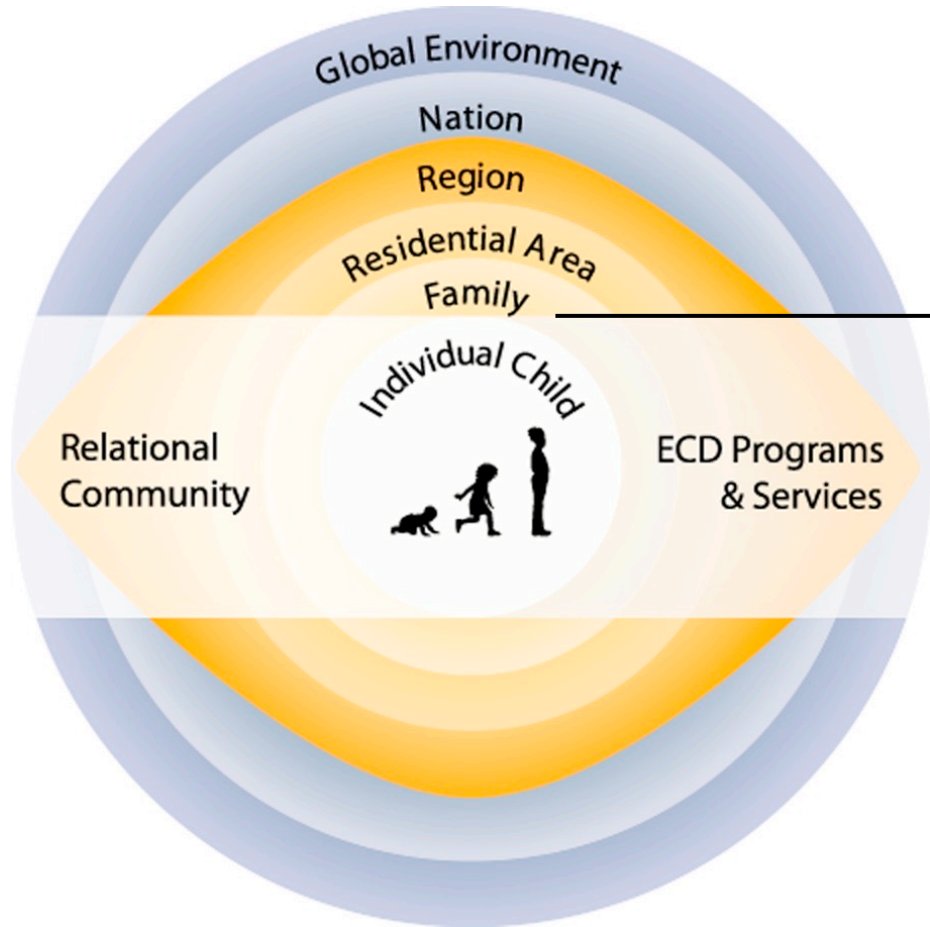 Global Environment
Nation
Region
Residential Area
Family
Individual Child
Relational
Community
ECD Programs
& Services